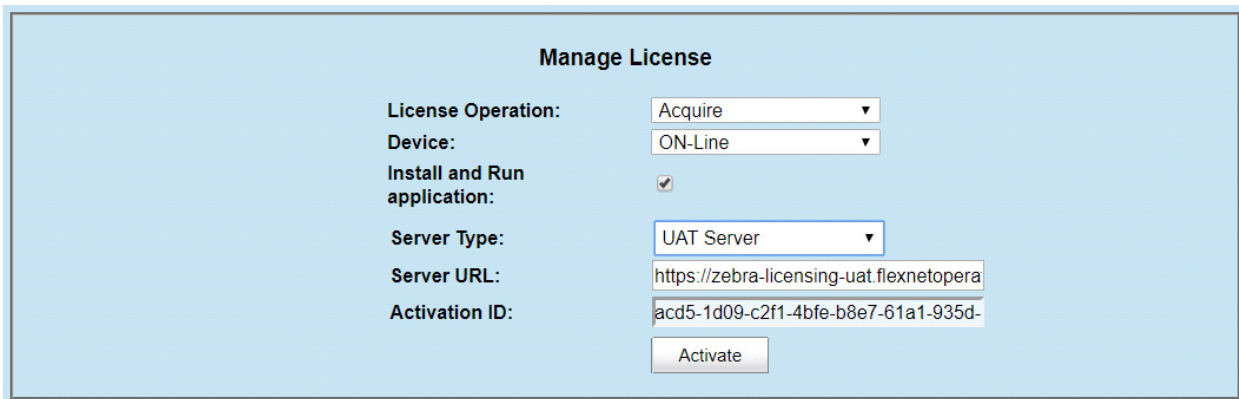 Manage License
License Operation: Acquire
Device: ON-Line
Install and Run
application:
Server Type: UAT Server
Server URL: https://zebra-licensing-uat.flexnetopera
Activation ID: acd5-1d09-c2f1-4bfe-b8e7-61a1-935d-
Activate